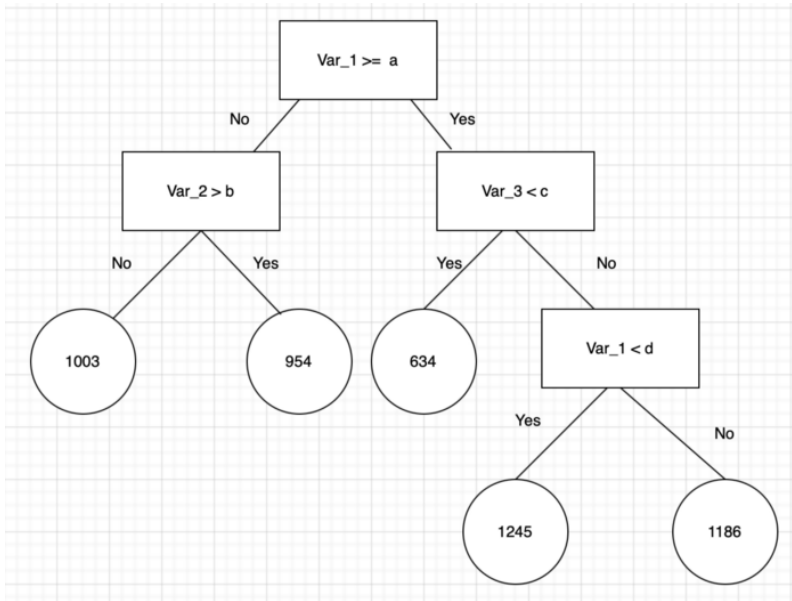 Var_1 >= a
No
Yes
Var_2 > b
Var_3 < c
No
Yes
Yes
No
1003
954
634
Var_1 < d
Yes
No
1245
1186